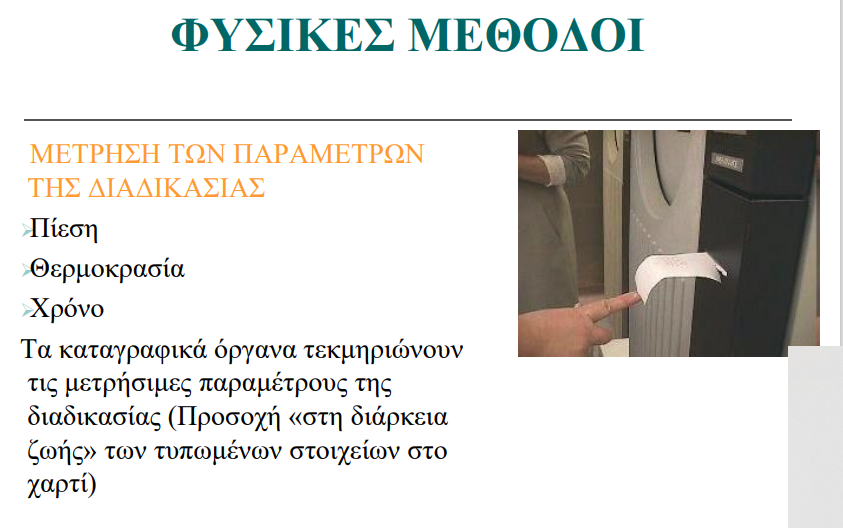 ΦΥΣΙΚΕΣ ΜΕΘΟΔΟΙ
ΜΕΤΡΗΣΗ ΤΩΝ ΠΑΡΑΜΕΤΡΩΝ
ΤΗΣ ΔΙΑΔΙΚΑΣΙΑΣ
Πίεση
Θερμοκρασία
Χρόνο
Τα καταγραφικά όργανα τεκμηριώνουν
τις μετρήσιμες παραμέτρους της
διαδικασίας (Προσοχή «στη διάρκεια
ζωής» των τυπωμένων στοιχείων στο
χαρτί)